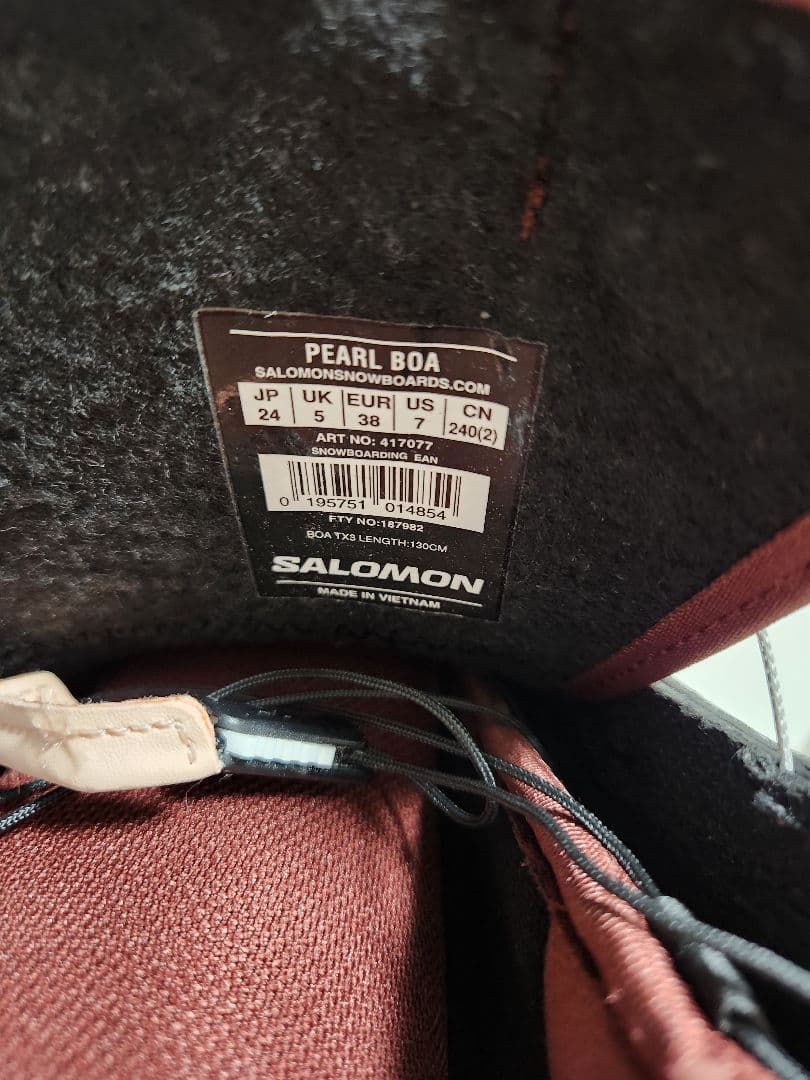 PEARL BOA
SALOMONSNOWBOARDS.COM
JP UK EUR US CN
24 5 38 7 240(2)
ART NO: 417077
SNOWBOARDING EAN
0 195751 014854
FTY NO:187982
BOA TX3 LENGTH:130CM
SALOMON
MADE IN VIETNAM